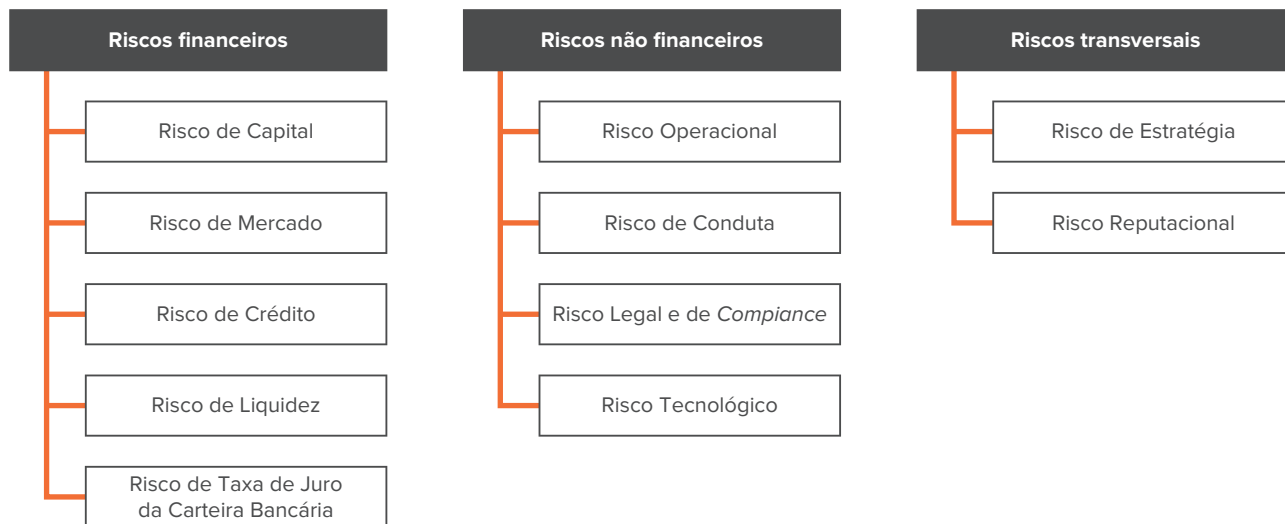 Riscos financeiros
Risco de Capital
Risco de Mercado
Risco de Crédito
Risco de Liquidez
Risco de Taxa de Juro
da Carteira Bancária
Riscos não financeiros
Risco Operacional
Risco de Conduta
Risco Legal e de Compiance
Risco Tecnológico
Riscos transversais
Risco de Estratégia
Risco Reputacional